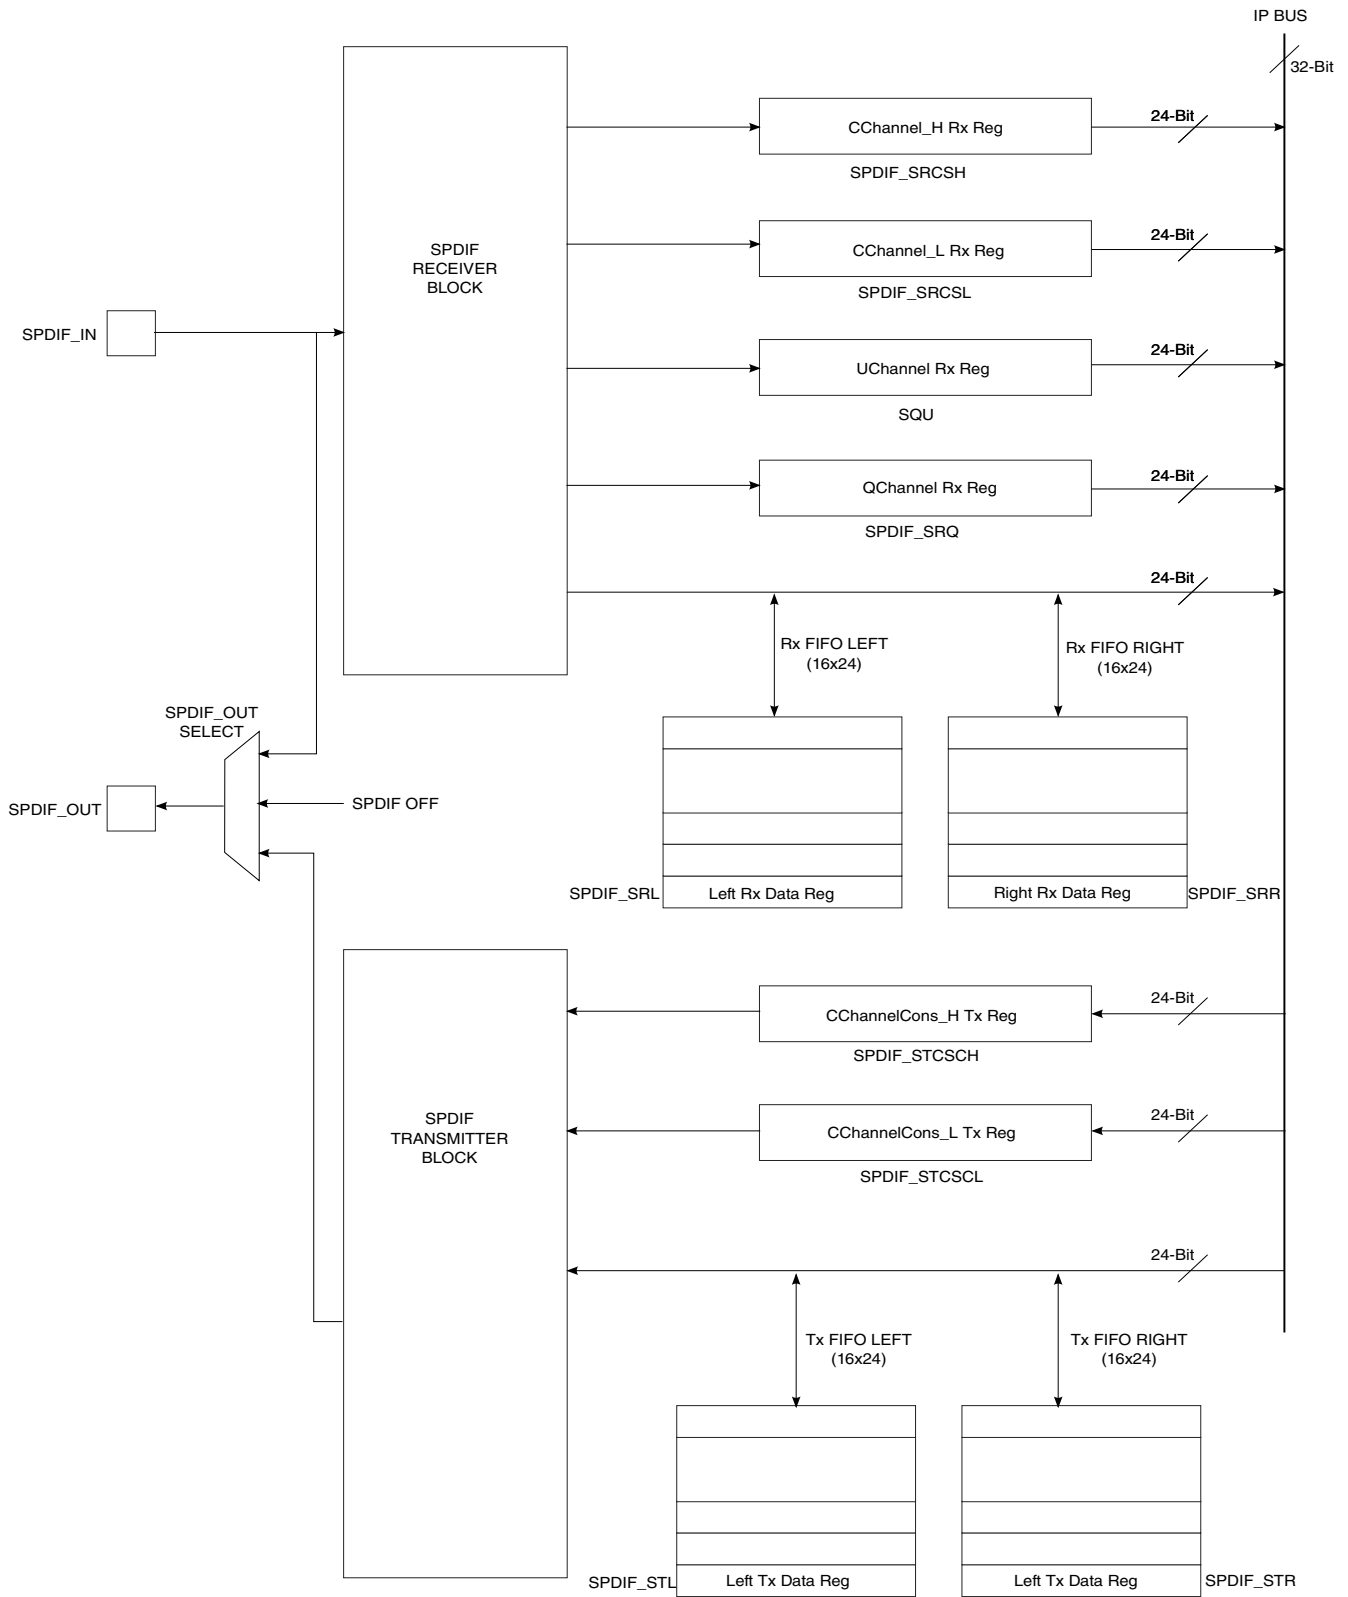 IP BUS
32-Bit
24-Bit
CChannel_H Rx Reg
SPDIF_SRCSH
24-Bit
CChannel_L Rx Reg
SPDIF_SRCSL
SPDIF
RECEIVER
BLOCK
SPDIF_IN
24-Bit
UChannel Rx Reg
SQU
24-Bit
QChannel Rx Reg
SPDIF_SRQ
24-Bit
Rx FIFO LEFT
(16x24)
Rx FIFO RIGHT
(16x24)
SPDIF_OUT
SELECT
SPDIF_OUT
SPDIF OFF
SPDIF_SRL
Left Rx Data Reg
Right Rx Data Reg
SPDIF_SRR
24-Bit
CChannelCons_H Tx Reg
SPDIF_STCSCH
SPDIF
TRANSMITTER
BLOCK
24-Bit
CChannelCons_L Tx Reg
SPDIF_STCSCL
24-Bit
Tx FIFO LEFT
(16x24)
Tx FIFO RIGHT
(16x24)
SPDIF_STL
Left Tx Data Reg
Left Tx Data Reg
SPDIF_STR